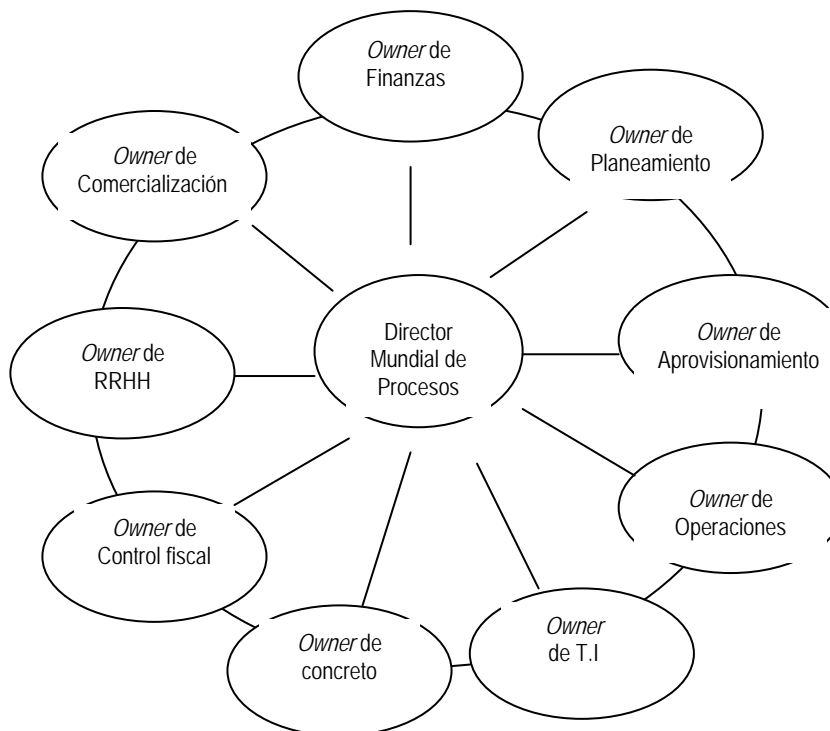 Owner de
Finanzas
Owner de
Planeamiento
Owner de
Comercialización
Owner de
Aprovisionamiento
Director
Mundial de
Procesos
Owner de
RRHH
Owner de
Operaciones
Owner de
Control fiscal
Owner
de T.I
Owner de
concreto